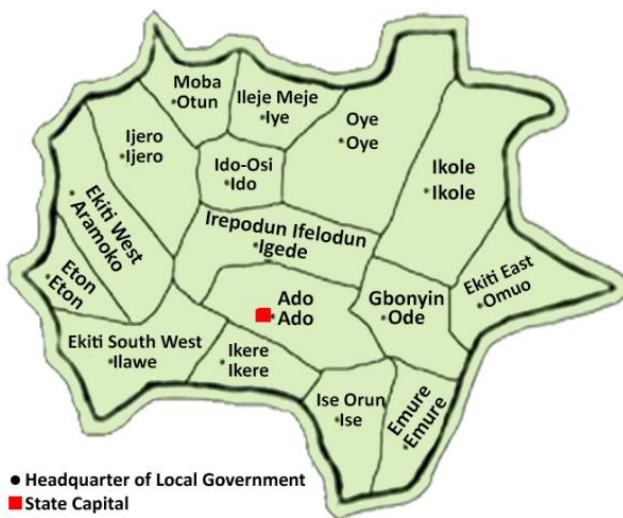 Moba
Otun
Ileje Meje
Iye
Oye
Oye
Ijero
Ijero
Ido-Osi
Ido
Ikole
Ikole
Ekiti West
Aramoko
Irepodun Ifelodun
Igede
Eton
Eton
Ekiti East
Omuo
Ado
Ado
Gbonyin
Ode
Ekiti South West
Ilawe
Ikere
Ikere
Ise Orun
Ise
Emure
Emure
Headquarter of Local Government
State Capital